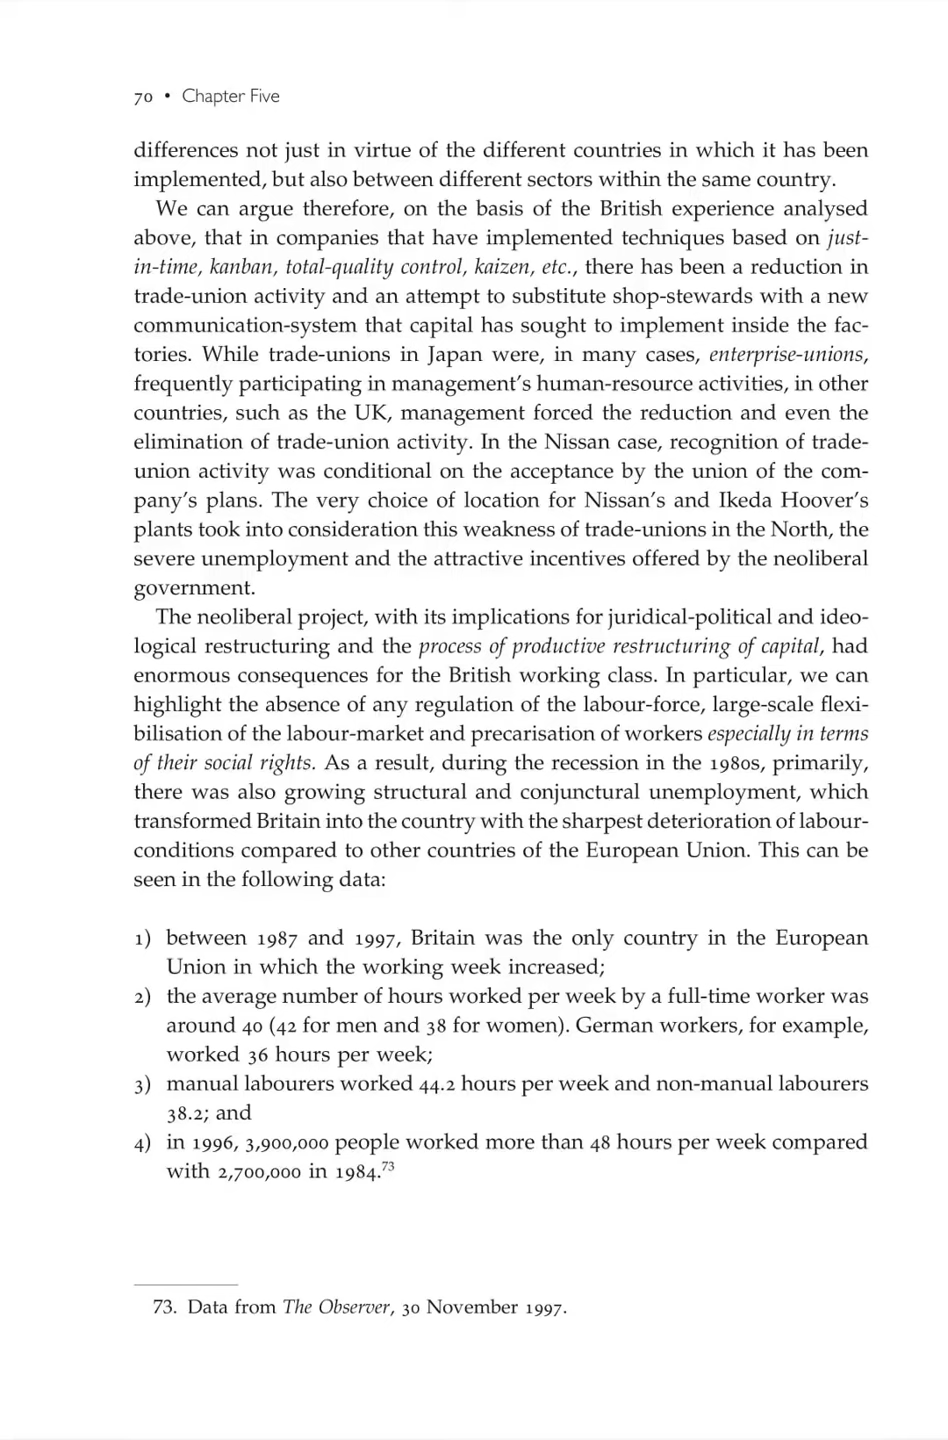 70 • Chapter Five
differences not just in virtue of the different countries in which it has been
implemented, but also between different sectors within the same country.
We can argue therefore, on the basis of the British experience analysed
above, that in companies that have implemented techniques based on just-
in-time, kanban, total-quality control, kaizen, etc., there has been a reduction in
trade-union activity and an attempt to substitute shop-stewards with a new
communication-system that capital has sought to implement inside the fac-
tories. While trade-unions in Japan were, in many cases, enterprise-unions,
frequently participating in management's human-resource activities, in other
countries, such as the UK, management forced the reduction and even the
elimination of trade-union activity. In the Nissan case, recognition of trade-
union activity was conditional on the acceptance by the union of the com-
pany's plans. The very choice of location for Nissan's and Ikeda Hoover's
plants took into consideration this weakness of trade-unions in the North, the
severe unemployment and the attractive incentives offered by the neoliberal
government.
The neoliberal project, with its implications for juridical-political and ideo-
logical restructuring and the process of productive restructuring of capital, had
enormous consequences for the British working class. In particular, we can
highlight the absence of any regulation of the labour-force, large-scale flexi-
bilisation of the labour-market and precarisation of workers especially in terms
of their social rights. As a result, during the recession in the 1980s, primarily,
there was also growing structural and conjunctural unemployment, which
transformed Britain into the country with the sharpest deterioration of labour-
conditions compared to other countries of the European Union. This can be
seen in the following data:
1) between 1987 and 1997, Britain was the only country in the European
Union in which the working week increased;
2) the average number of hours worked per week by a full-time worker was
around 40 (42 for men and 38 for women). German workers, for example,
worked 36 hours per week;
3) manual labourers worked 44.2 hours per week and non-manual labourers
38.2; and
4) in 1996, 3,900,000 people worked more than 48 hours per week compared
with 2,700,000 in 1984.73
73. Data from The Observer, 30 November 1997.